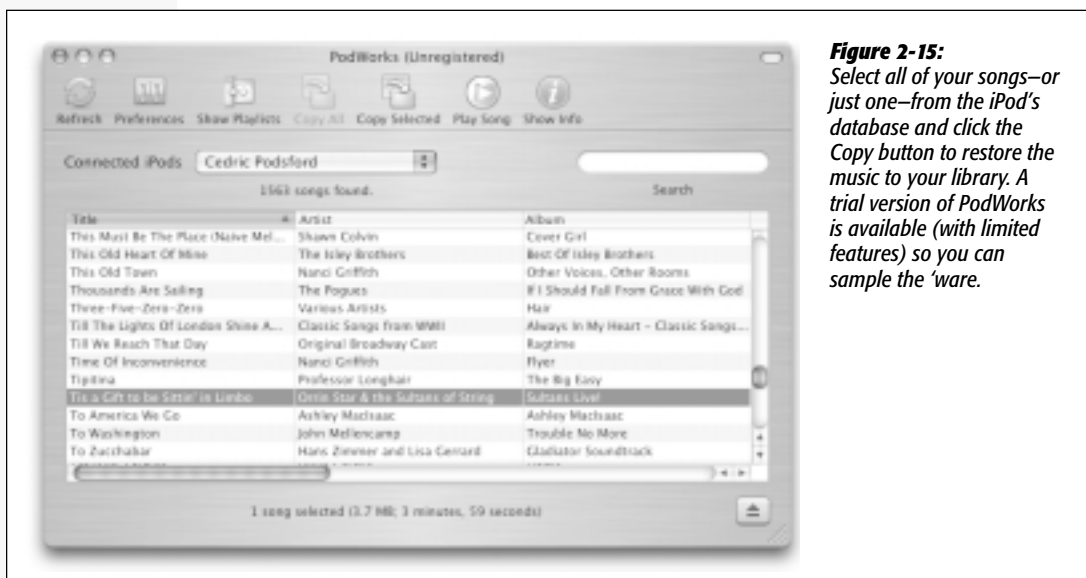 PodWorks (Unregistered)
Refresh Preferences Show Playlists Copy All Copy Selected Play Song Show Info
Connected iPods Cedric Podsford
1563 songs found. Search
Title Artist Album
This Must Be The Place (Naive Mel... Shawn Colvin Cover Girl
This Old Heart Of Mine The Isley Brothers Best Of Isley Brothers
This Old Town Nanci Griffith Other Voices, Other Rooms
Thousands Are Sailing The Pogues If I Should Fall From Grace With God
Three-Five-Zero-Zero Various Artists Hair
Till The Lights Of London Shine A... Classic Songs from WWII Always In My Heart - Classic Songs...
Till We Reach That Day Original Broadway Cast Ragtime
Time Of Inconvenience Nanci Griffith Flyer
Tipitina Professor Longhair The Big Easy
Tis a Gift to be Sittin' in Limbo Orrin Star & the Sultans of String Sultans Live!
To America We Go Ashley MacIsaac Ashley MacIsaac
To Washington John Mellencamp Trouble No More
To Zucchabar Hans Zimmer and Lisa Gerrard Gladiator Soundtrack
1 song selected (3.7 MB; 3 minutes, 59 seconds)
Figure 2-15:
Select all of your songs—or
just one—from the iPod's
database and click the
Copy button to restore the
music to your library. A
trial version of PodWorks
is available (with limited
features) so you can
sample the 'ware.